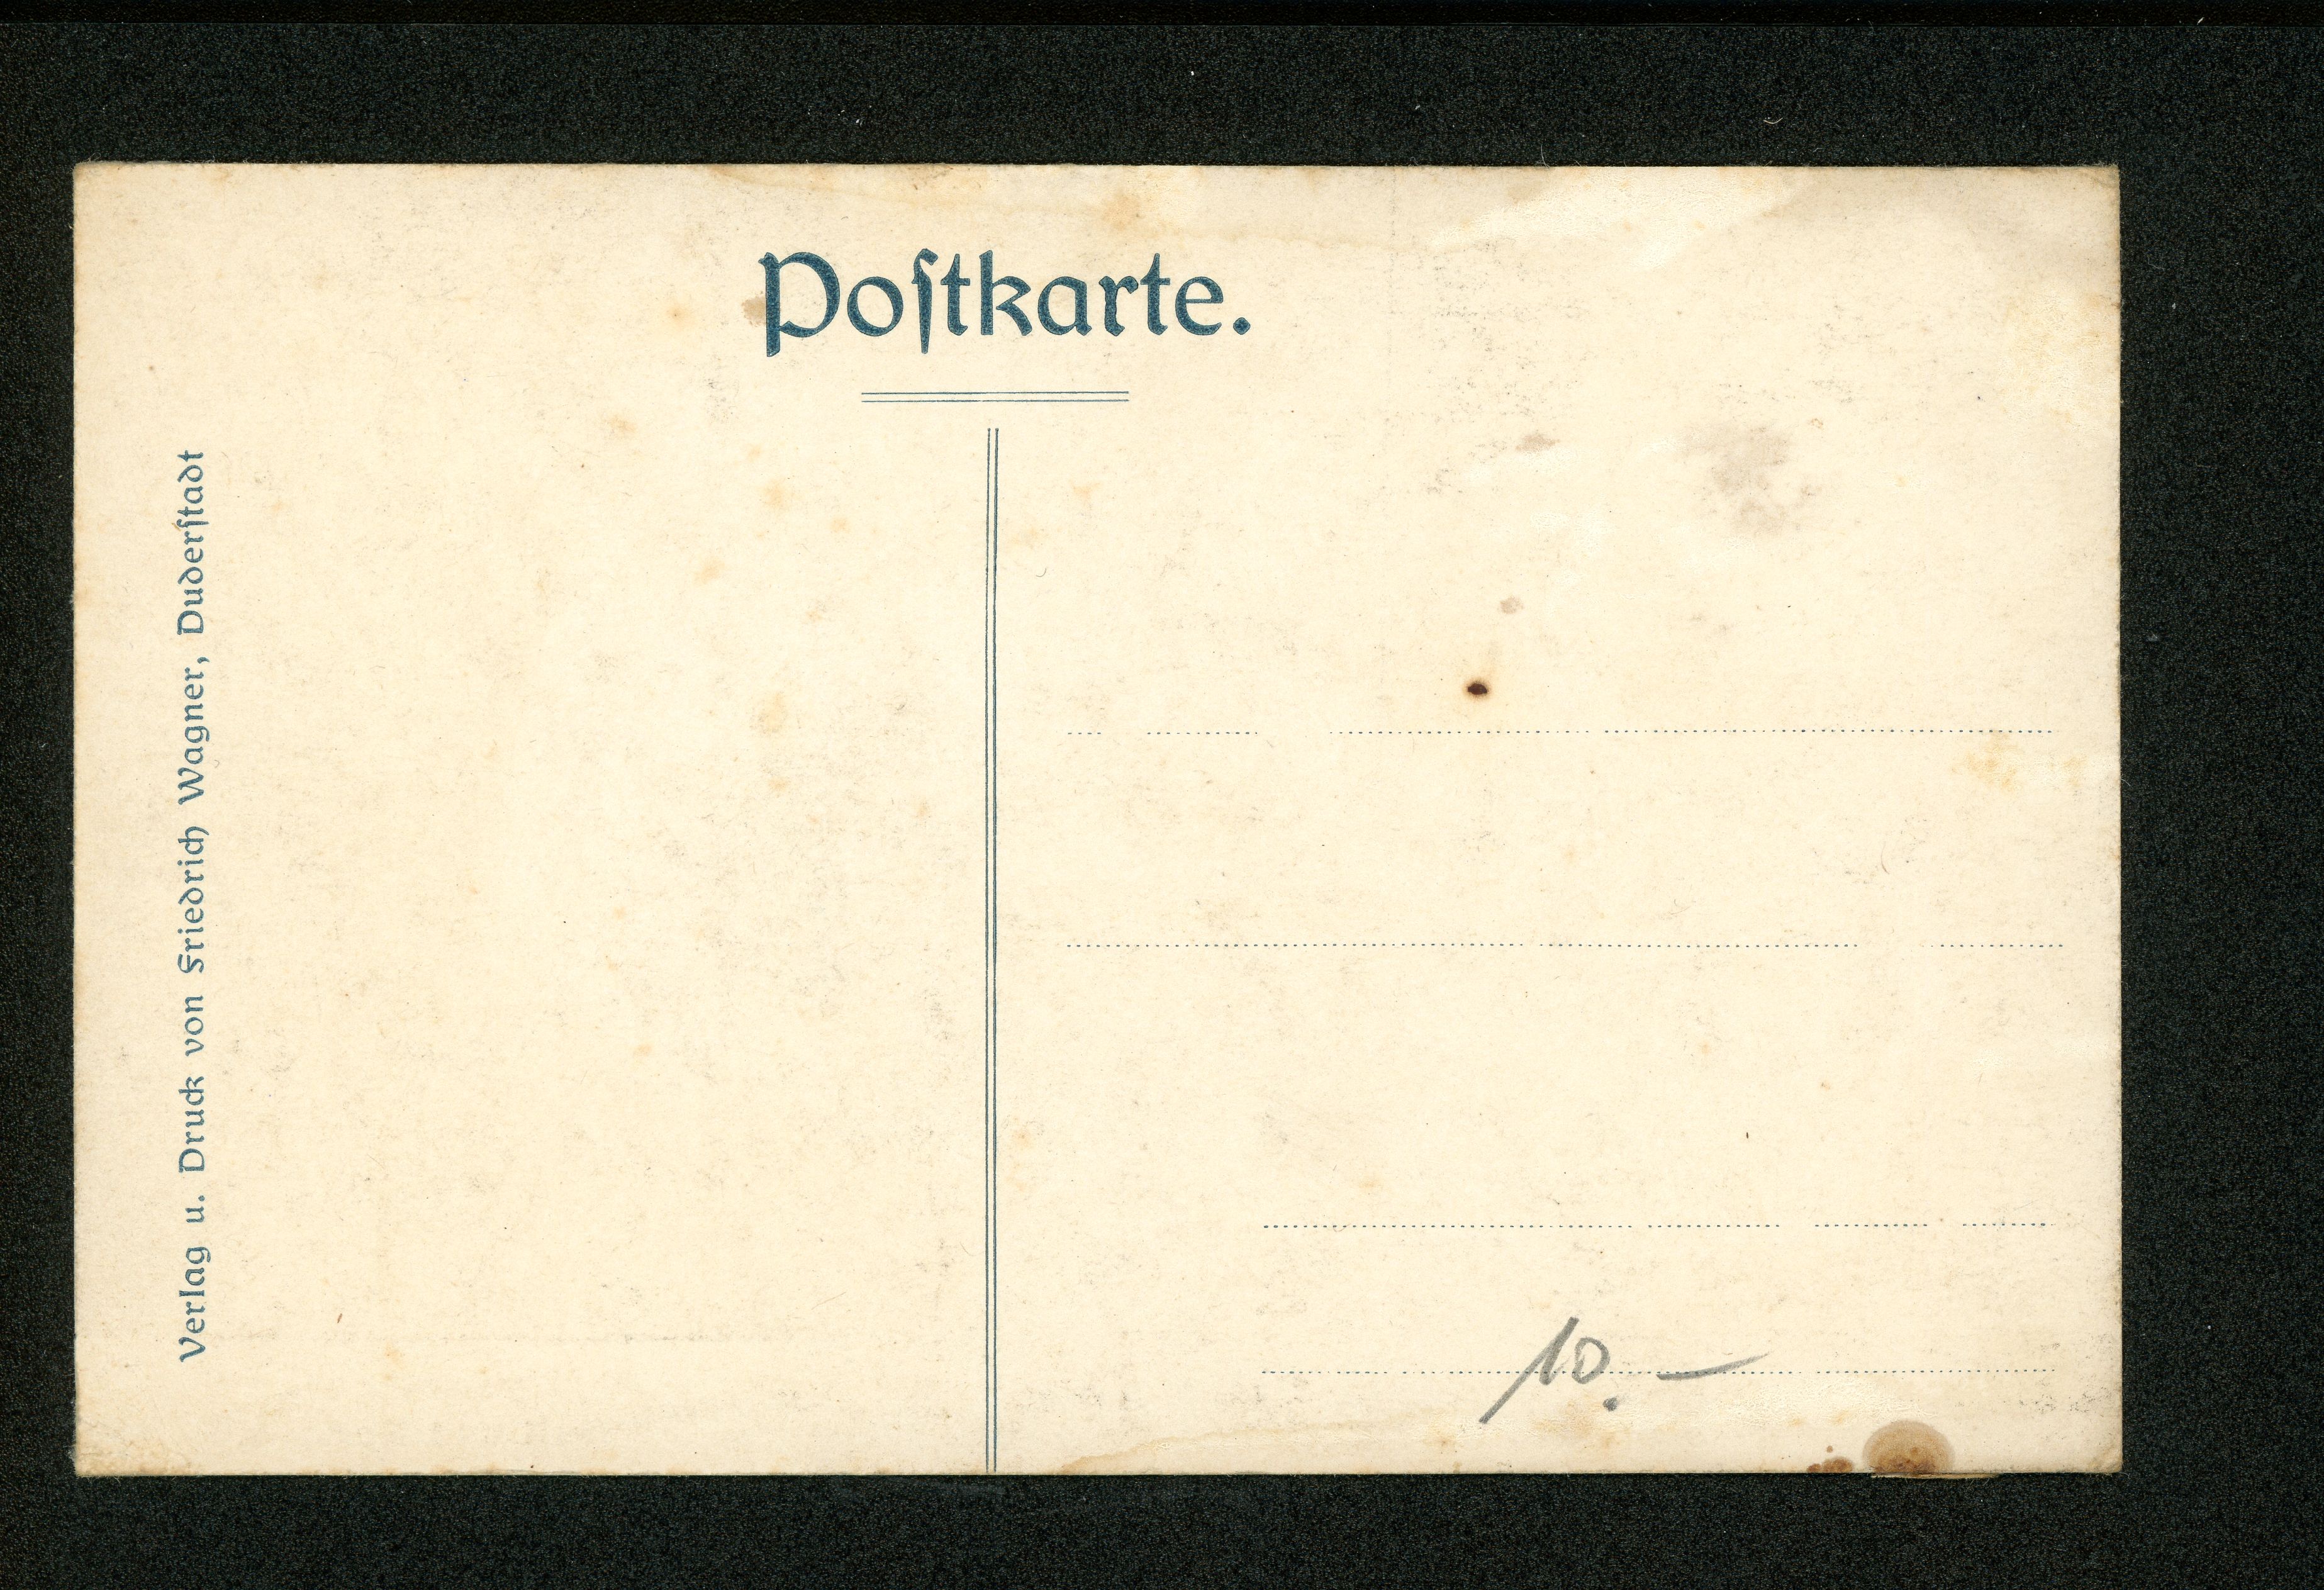 Poſtkarte.
Verlag u. Druck von Friedrich Wagner, Duderſtadt
10.–